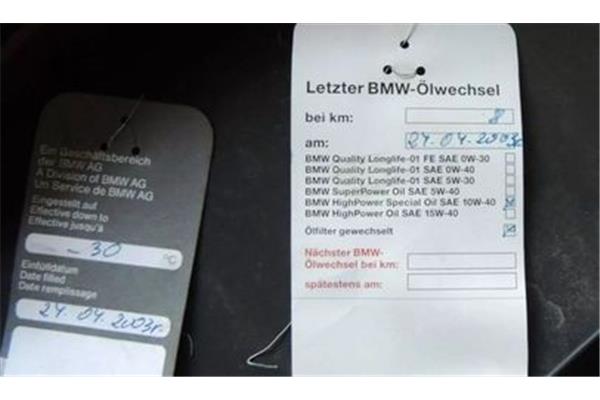 Ein Geschäftsbereich
der BMW AG
A Division of BMW AG
Un Service de BMW AG
Eingestellt auf
Effective down to
Effective jusqu'à
- 30 °C
Einfülldatum
Date filled
Date remplissage
24.04.2003r.
Letzter BMW-Ölwechsel
bei km: 8
am: 24.04.2003r.
BMW Quality Longlife-01 FE SAE 0W-30
BMW Quality Longlife-01 SAE 0W-40
BMW Quality Longlife-01 SAE 5W-30
BMW SuperPower Oil SAE 5W-40
BMW HighPower Special Oil SAE 10W-40
BMW HighPower Oil SAE 15W-40
Ölfilter gewechselt
Nächster BMW-
Ölwechsel bei km:
spätestens am: